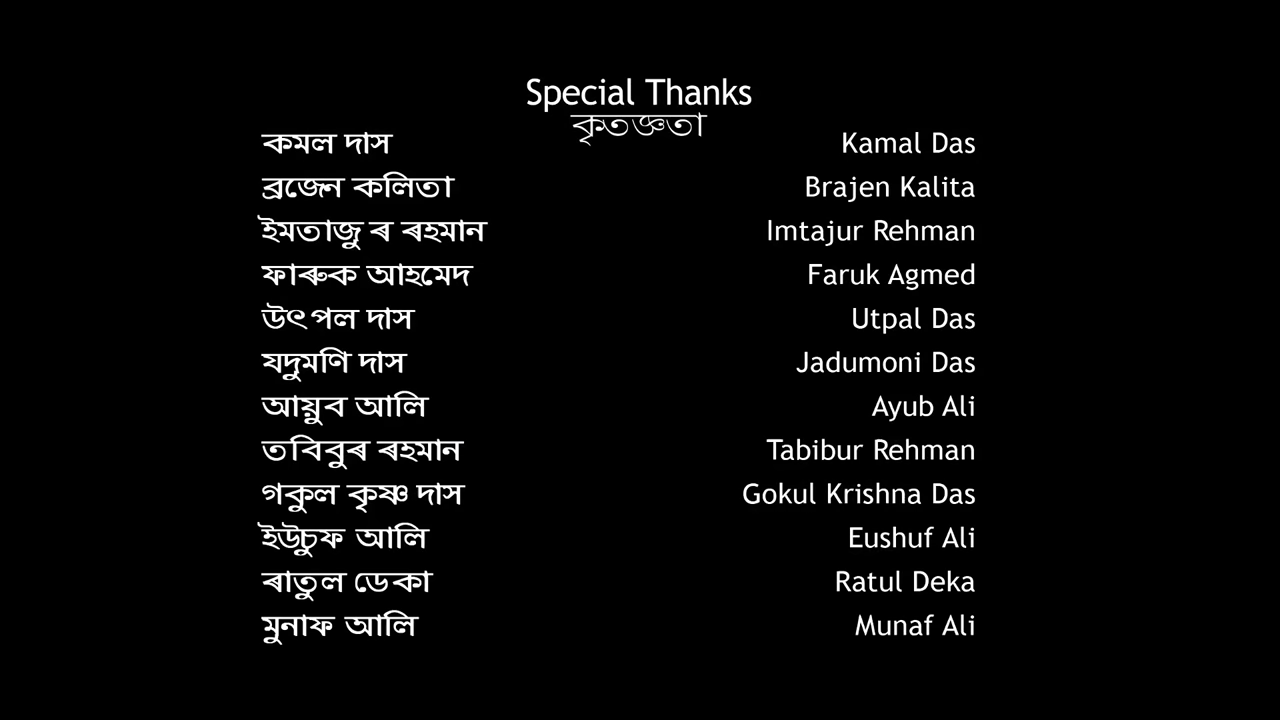 Special Thanks
কৃতজ্ঞতা
কমল দাস Kamal Das
ব্ৰজেন কলিতা Brajen Kalita
ইমতাজু ৰ ৰহমান Imtajur Rehman
ফাৰুক আহমেদ Faruk Agmed
উৎপল দাস Utpal Das
যদুমণি দাস Jadumoni Das
আয়ুব আলি Ayub Ali
তবিবুৰ ৰহমান Tabibur Rehman
গকুল কৃষ্ণ দাস Gokul Krishna Das
ইউচুফ আলি Eushuf Ali
ৰাতুল ডেকা Ratul Deka
মুনাফ আলি Munaf Ali